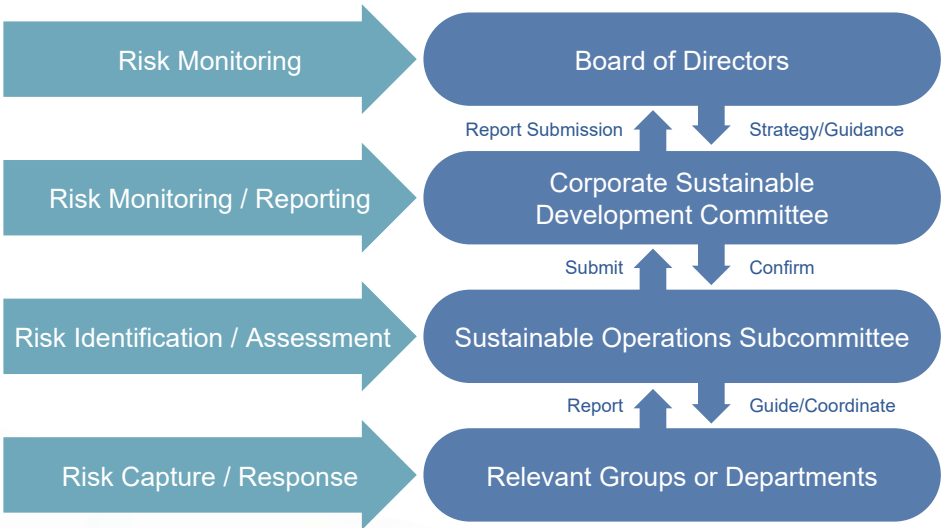 Risk Monitoring
Board of Directors
Report Submission
Strategy/Guidance
Risk Monitoring / Reporting
Corporate Sustainable
Development Committee
Submit
Confirm
Risk Identification / Assessment
Sustainable Operations Subcommittee
Report
Guide/Coordinate
Risk Capture / Response
Relevant Groups or Departments